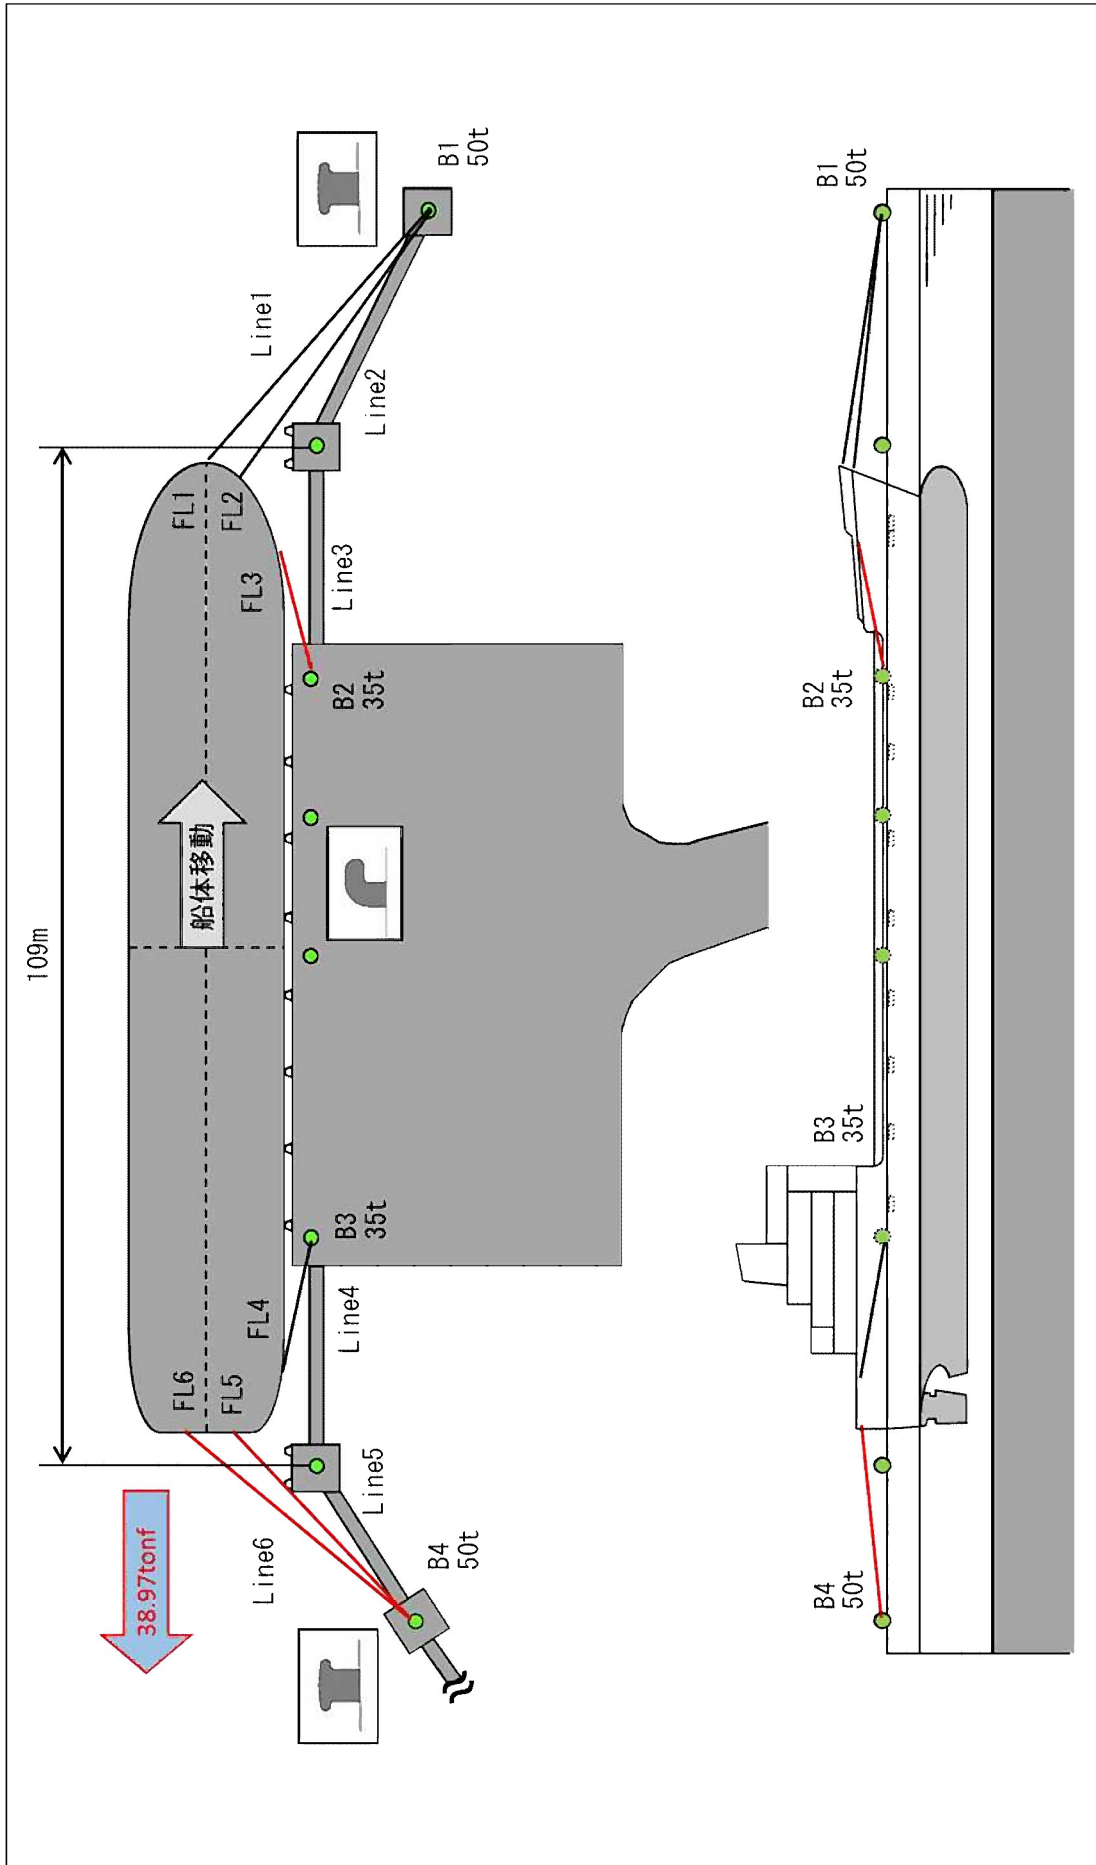 109m
38.97tonf
船体移動
FL1
FL2
FL3
FL4
FL5
FL6
Line1
Line2
Line3
Line4
Line5
Line6
B1
50t
B2
35t
B3
35t
B4
50t
B1
50t
B2
35t
B3
35t
B4
50t